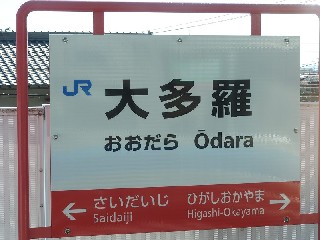 JR 大多羅
おおだら Ōdara
← さいだいじ ひがしおかやま →
Saidaiji Higashi-Okayama